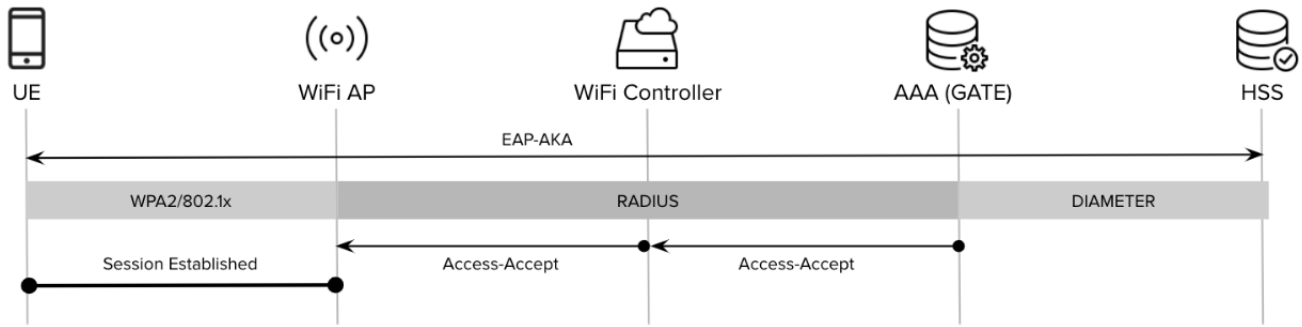 UE
WiFi AP
WiFi Controller
AAA (GATE)
HSS
EAP-AKA
WPA2/802.1x
RADIUS
DIAMETER
Session Established
Access-Accept
Access-Accept